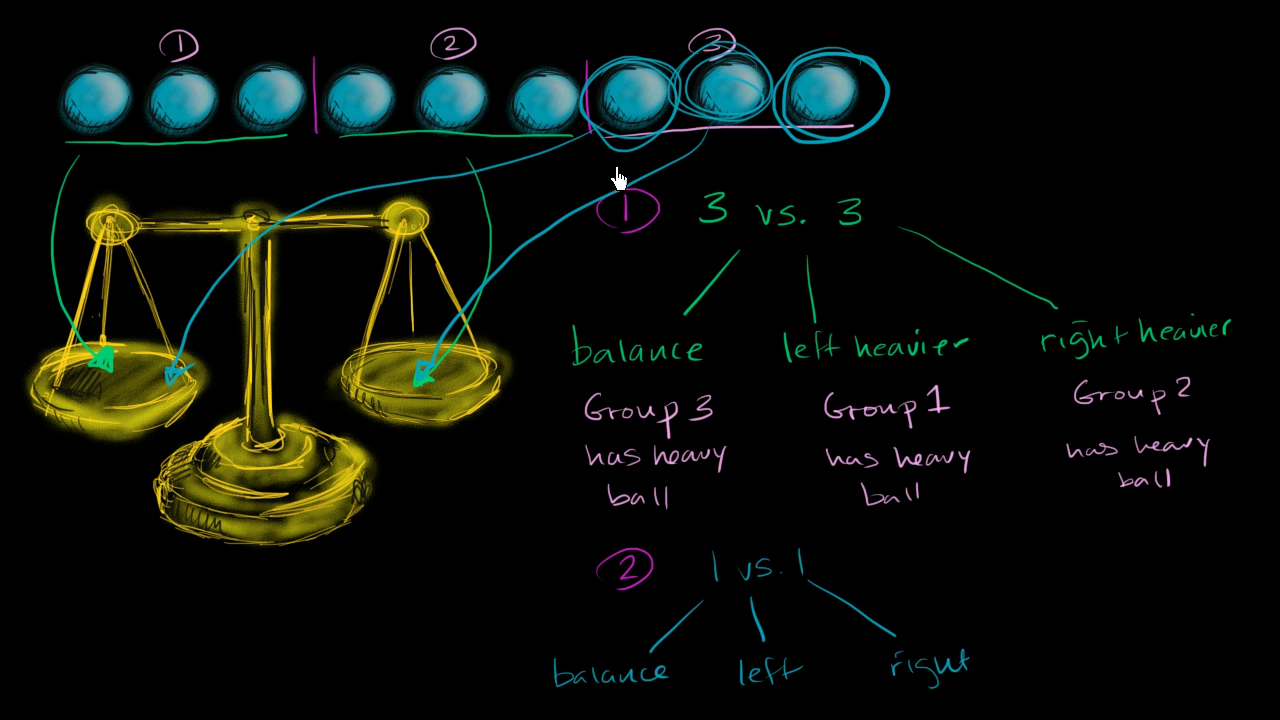 1 2 3
1 3 vs. 3
balance left heavier right heavier
Group 3 Group 1 Group 2
has heavy has heavy has heavy
ball ball ball
2 1 vs. 1
balance left right